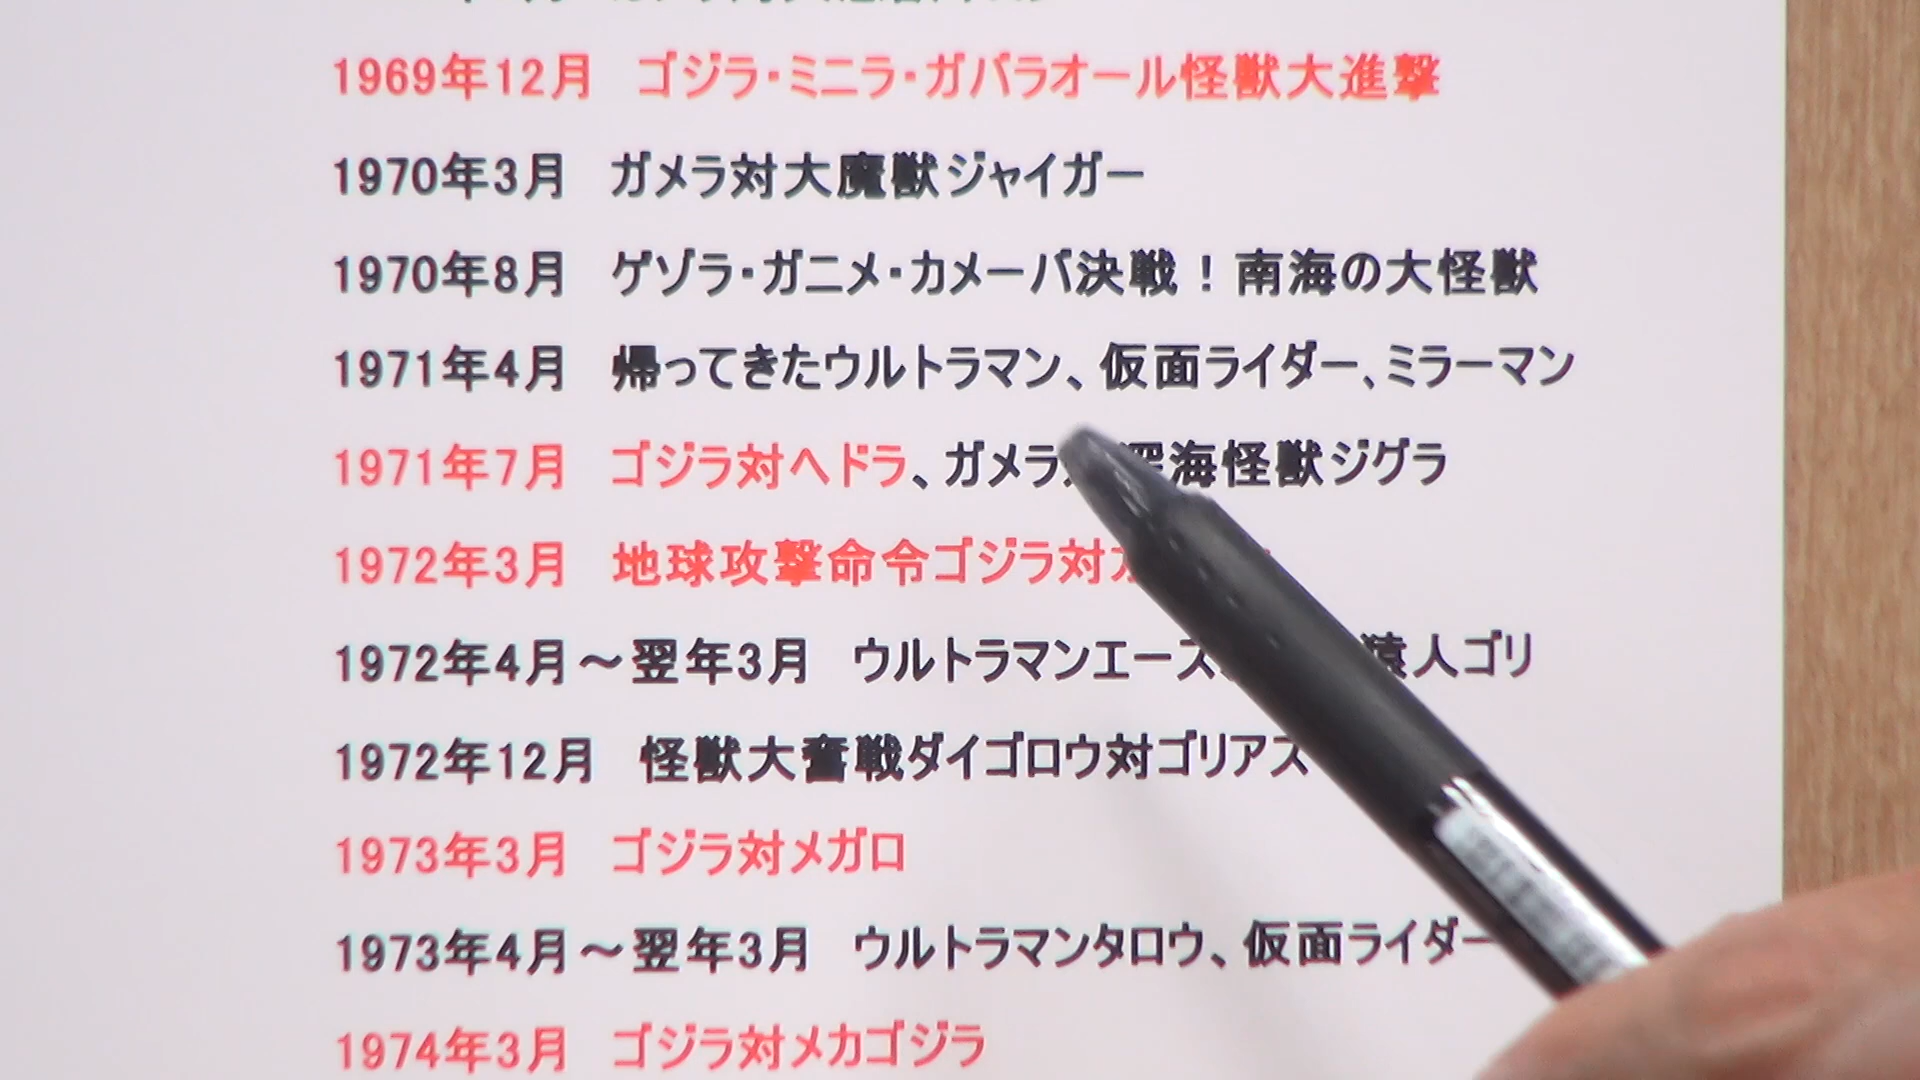 1969年12月 ゴジラ・ミニラ・ガバラオール怪獣大進撃
1970年3月 ガメラ対大魔獣ジャイガー
1970年8月 ゲゾラ・ガニメ・カメーバ決戦！南海の大怪獣
1971年4月 帰ってきたウルトラマン、仮面ライダー、ミラーマン
1971年7月 ゴジラ対ヘドラ、ガメラ 深海怪獣ジグラ
1972年3月 地球攻撃命令ゴジラ対
1972年4月～翌年3月 ウルトラマンエース 猿人ゴリ
1972年12月 怪獣大奮戦ダイゴロウ対ゴリアス
1973年3月 ゴジラ対メガロ
1973年4月～翌年3月 ウルトラマンタロウ、仮面ライダー
1974年3月 ゴジラ対メカゴジラ